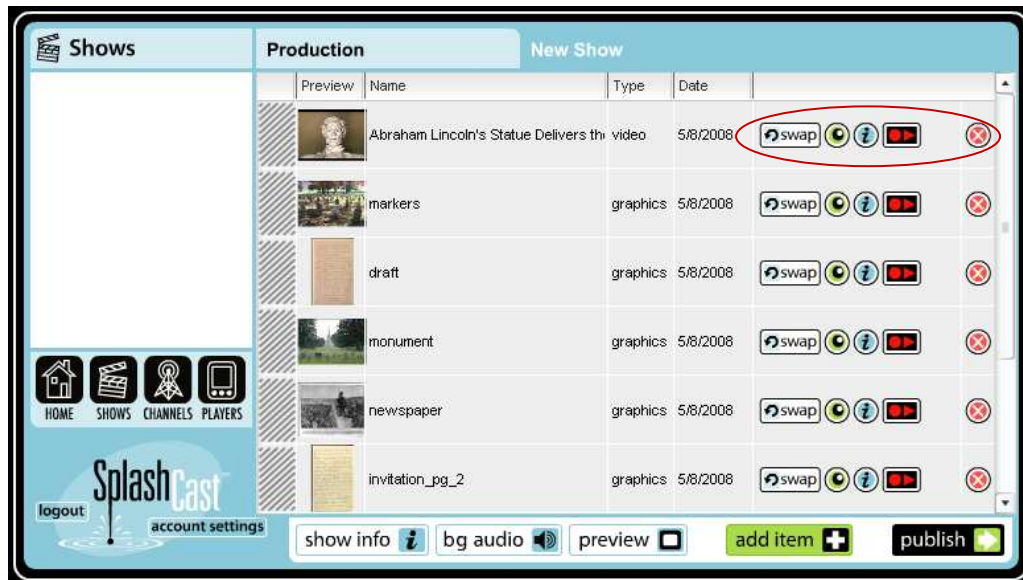 Shows
Production
New Show
Preview Name Type Date
Abraham Lincoln's Statue Delivers the video 5/8/2008 swap i
markers graphics 5/8/2008 swap i
draft graphics 5/8/2008 swap i
monument graphics 5/8/2008 swap i
newspaper graphics 5/8/2008 swap i
invitation_pg_2 graphics 5/8/2008 swap i
HOME SHOWS CHANNELS PLAYERS
SplashCast
logout
account settings
show info i bg audio preview add item publish